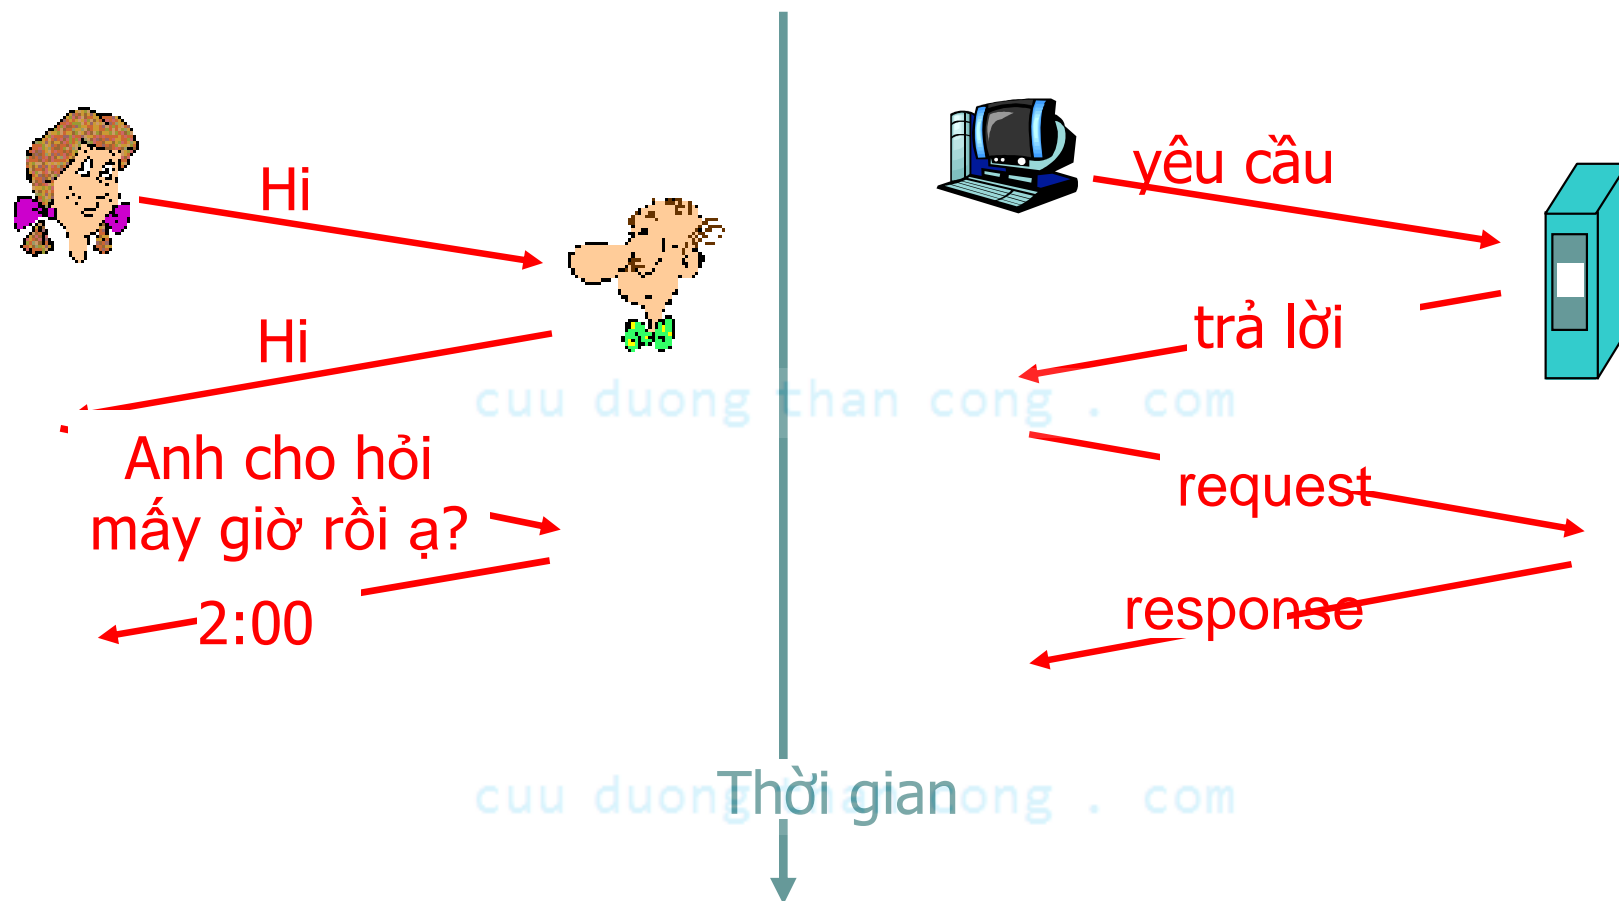 Hi
Hi
Anh cho hỏi
mấy giờ rồi ạ?
2:00
yêu cầu
trả lời
request
response
cuu duong than cong . com
Thời gian
cuu duong than cong . com